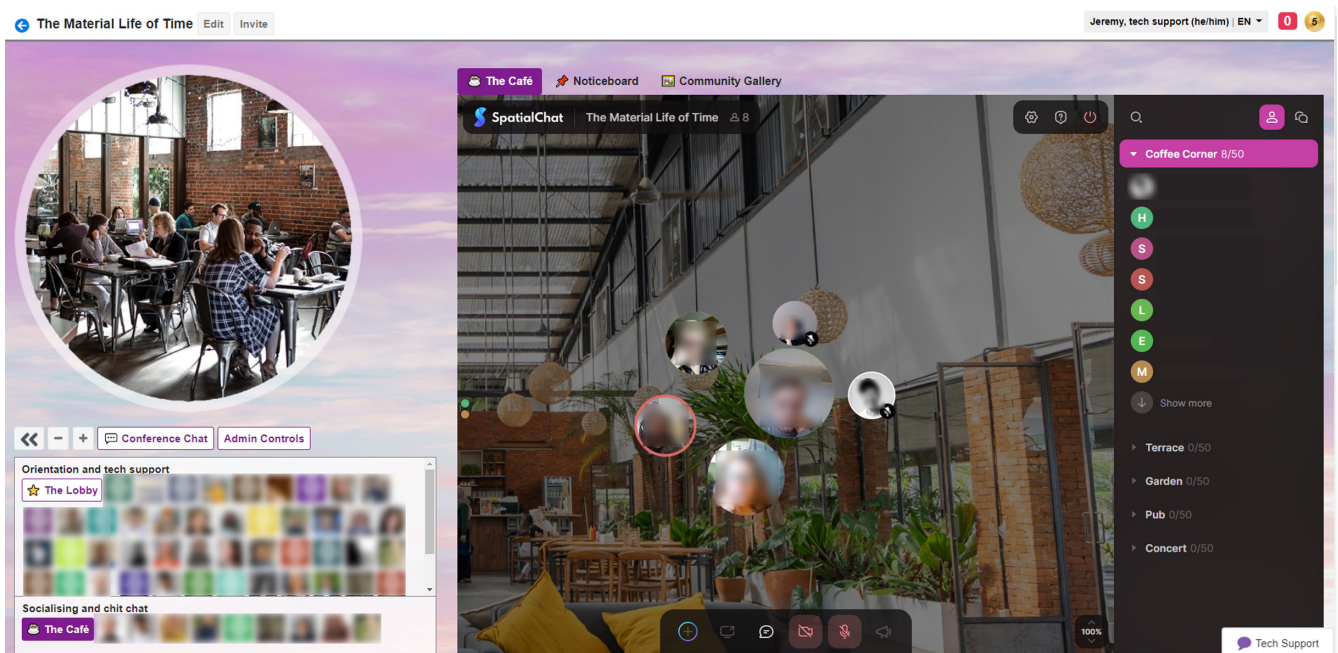 The Material Life of Time Edit Invite
Jeremy, tech support (he/him) | EN 0 5
The Café Noticeboard Community Gallery
SpatialChat The Material Life of Time 8
Coffee Corner 8/50
H
S
S
L
E
M
Show more
Terrace 0/50
Garden 0/50
Pub 0/50
Concert 0/50
Conference Chat Admin Controls
Orientation and tech support
The Lobby
Socialising and chit chat
The Café
100%
Tech Support